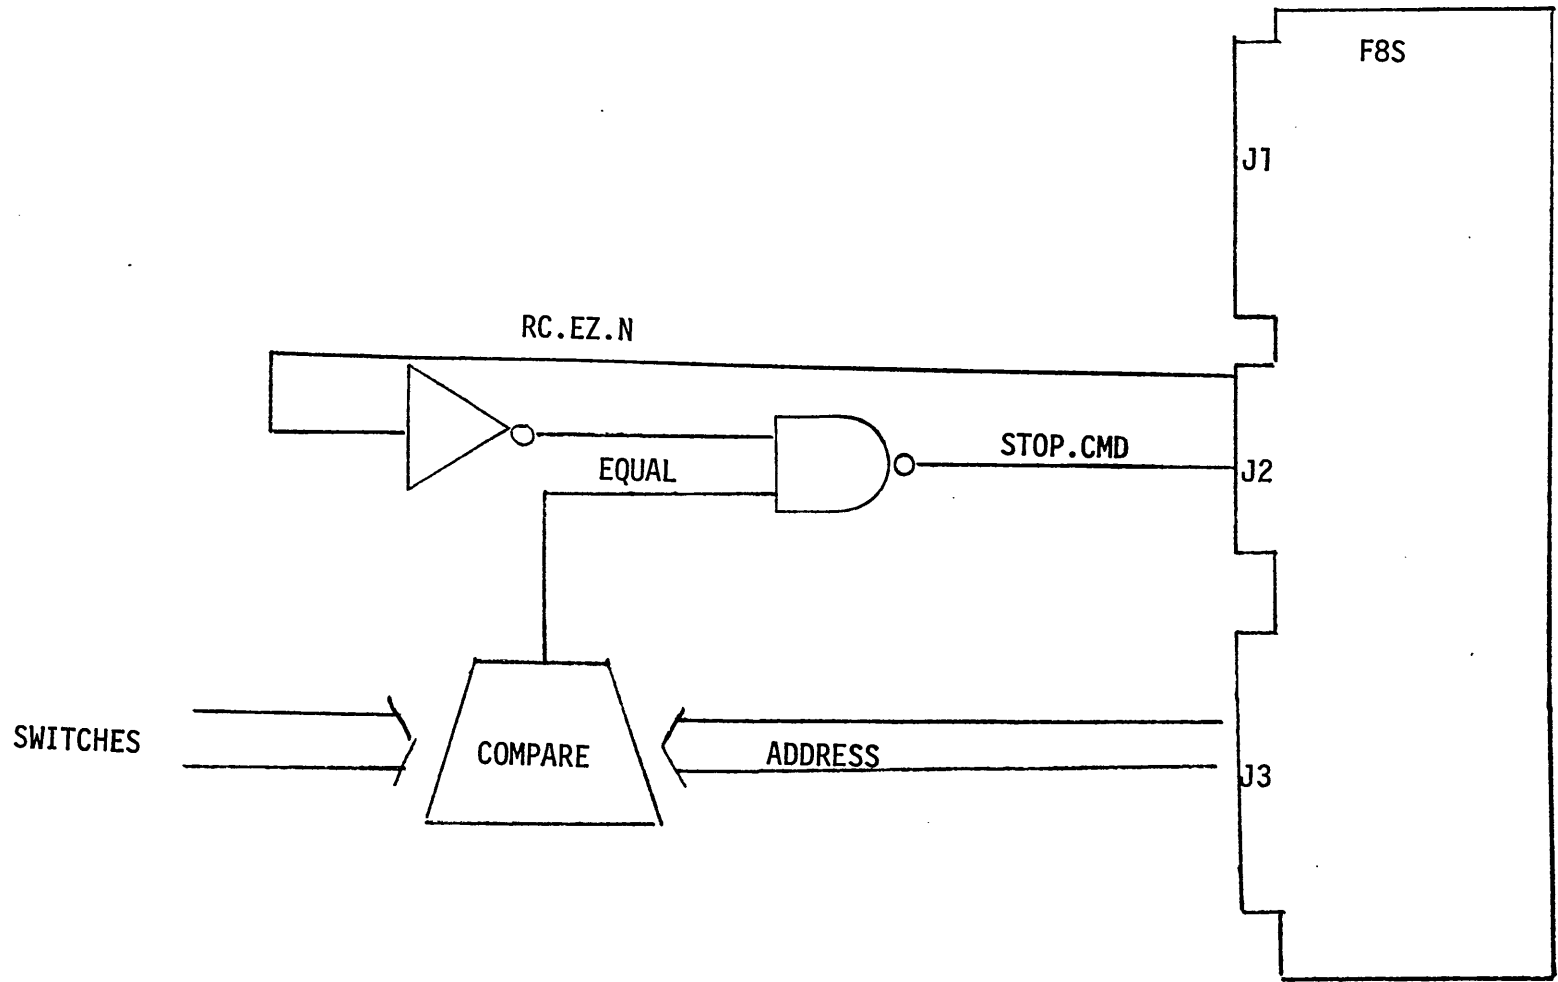 F8S
J1
RC.EZ.N
STOP.CMD
EQUAL
J2
SWITCHES
COMPARE
ADDRESS
J3